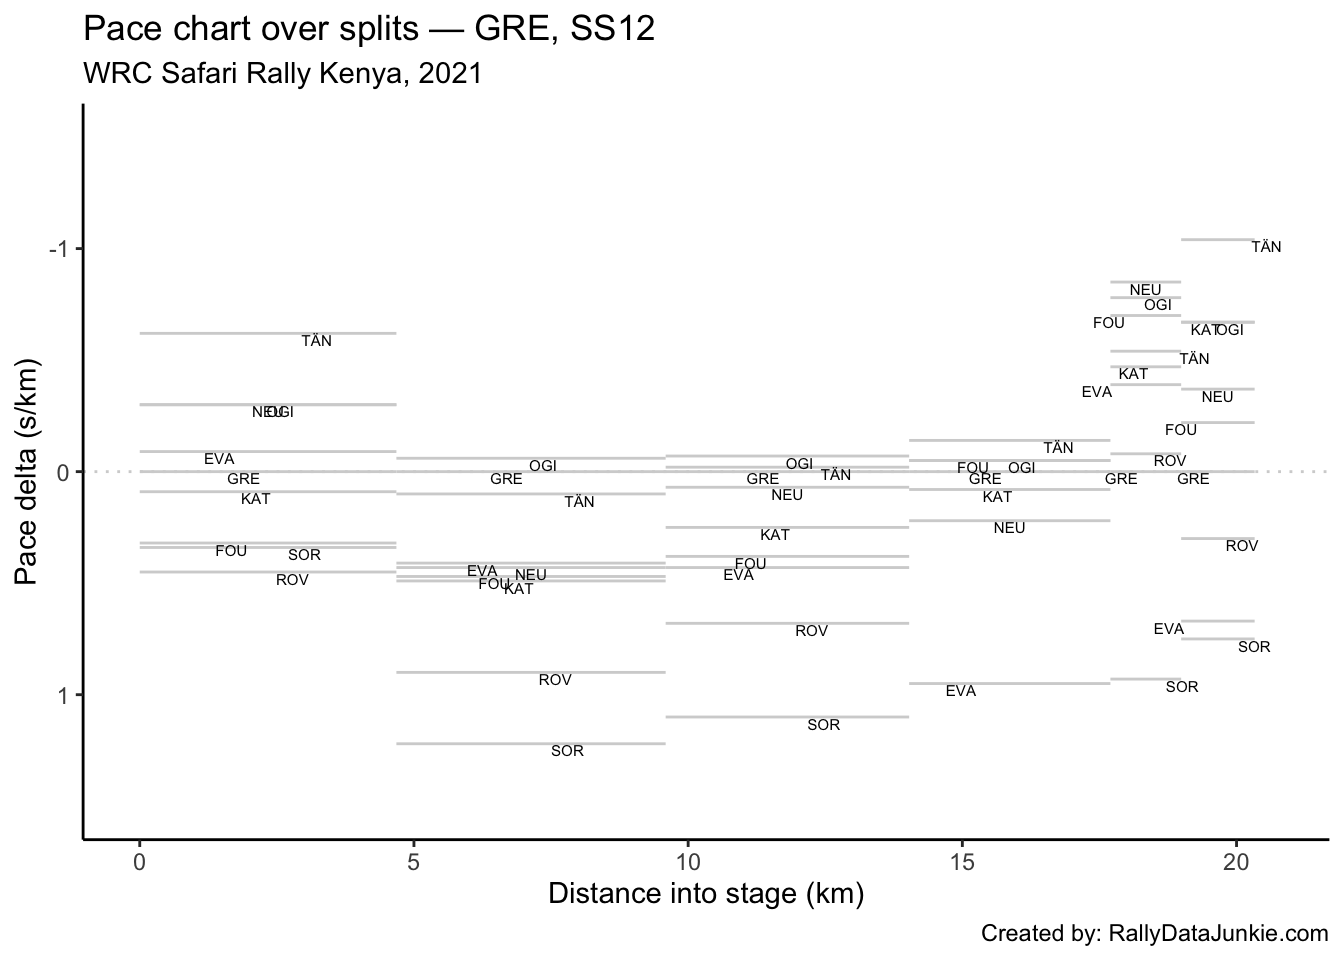 Pace chart over splits — GRE, SS12
WRC Safari Rally Kenya, 2021
Pace delta (s/km)
-1
0
1
TÄN
NEU
OGI
EVA
GRE
KAT
FOU
SOR
ROV
OGI
GRE
TÄN
EVA
NEU
FOU
KAT
ROV
SOR
OGI
TÄN
GRE
NEU
KAT
FOU
EVA
ROV
SOR
TÄN
FOU
OGI
GRE
KAT
NEU
EVA
NEU
OGI
FOU
TÄN
KAT
EVA
ROV
GRE
SOR
TÄN
KAT
OGI
NEU
FOU
GRE
ROV
EVA
SOR
0
5
10
15
20
Distance into stage (km)
Created by: RallyDataJunkie.com